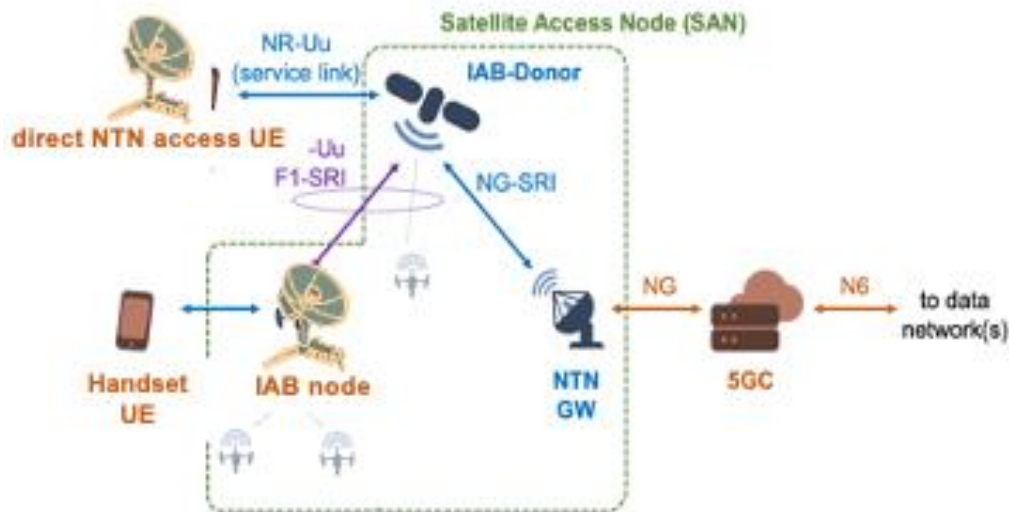 Satellite Access Node (SAN)
NR-Uu
(service link)
IAB-Donor
direct NTN access UE
-Uu
F1-SRI
NG-SRI
NG
N6
to data
network(s)
Handset
UE
IAB node
NTN
GW
5GC